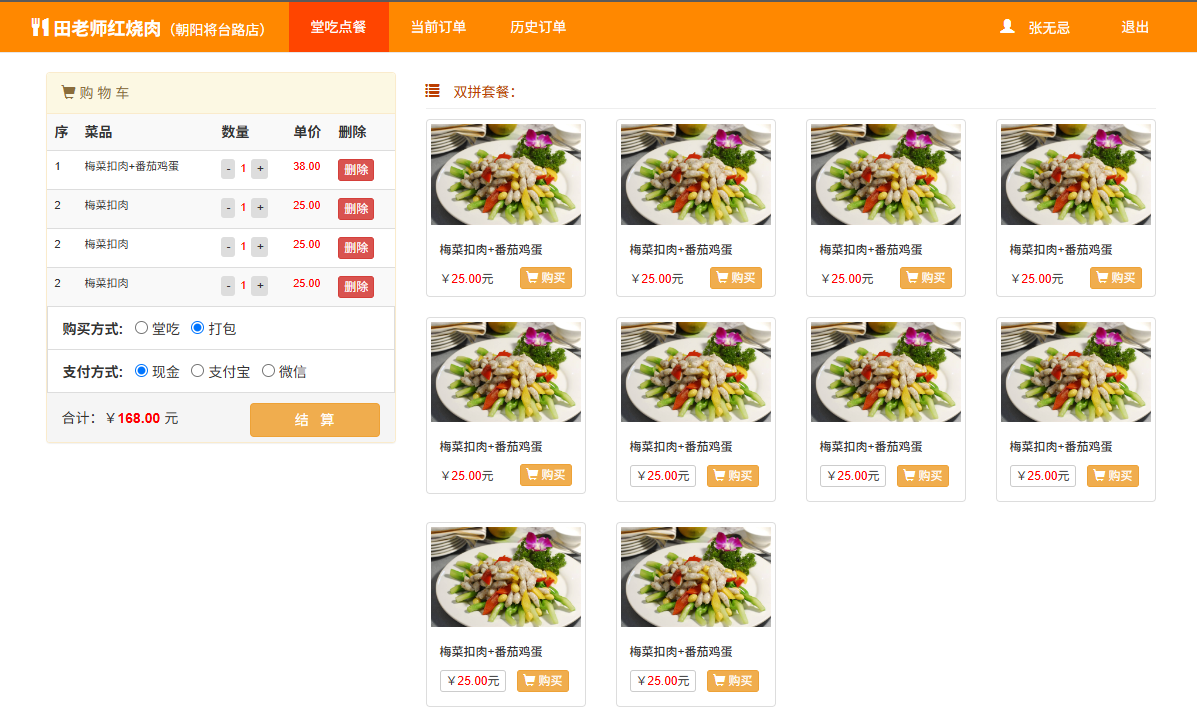 田老师红烧肉（朝阳将台路店） 堂吃点餐 当前订单 历史订单 张无忌 退出
购 物 车
序 菜品 数量 单价 删除
1 梅菜扣肉+番茄鸡蛋 - 1 + 38.00 删除
2 梅菜扣肉 - 1 + 25.00 删除
2 梅菜扣肉 - 1 + 25.00 删除
2 梅菜扣肉 - 1 + 25.00 删除
购买方式: 堂吃 打包
支付方式: 现金 支付宝 微信
合计：￥168.00 元 结 算
双拼套餐:
梅菜扣肉+番茄鸡蛋 梅菜扣肉+番茄鸡蛋 梅菜扣肉+番茄鸡蛋 梅菜扣肉+番茄鸡蛋
￥25.00元 购买 ￥25.00元 购买 ￥25.00元 购买 ￥25.00元 购买
梅菜扣肉+番茄鸡蛋 梅菜扣肉+番茄鸡蛋 梅菜扣肉+番茄鸡蛋 梅菜扣肉+番茄鸡蛋
￥25.00元 购买 ￥25.00元 购买 ￥25.00元 购买 ￥25.00元 购买
梅菜扣肉+番茄鸡蛋 梅菜扣肉+番茄鸡蛋
￥25.00元 购买 ￥25.00元 购买